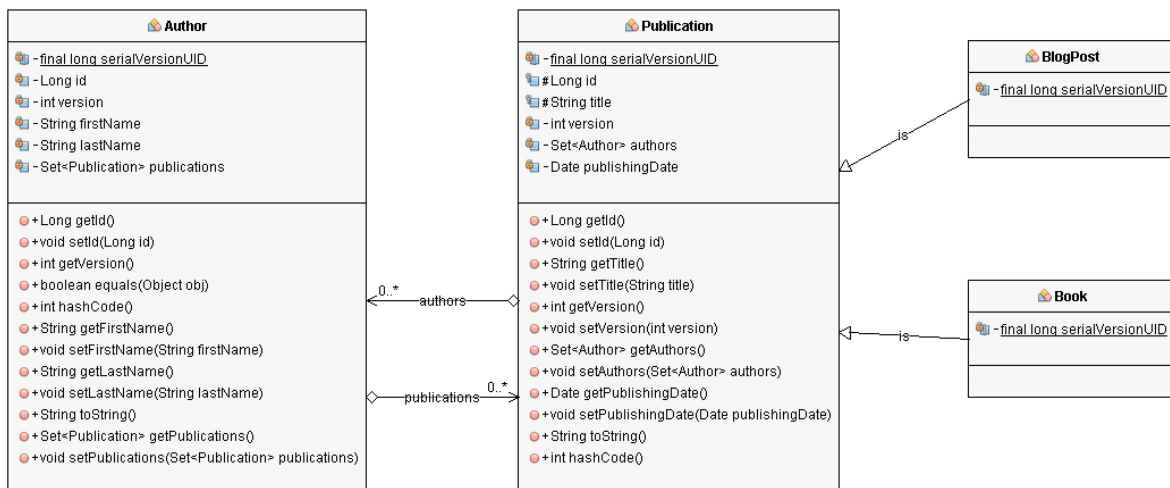 Author
-final long serialVersionUID
-Long id
-int version
-String firstName
-String lastName
-Set<Publication> publications
+Long getId()
+void setId(Long id)
+int getVersion()
+boolean equals(Object obj)
+int hashCode()
+String getFirstName()
+void setFirstName(String firstName)
+String getLastName()
+void setLastName(String lastName)
+String toString()
+Set<Publication> getPublications()
+void setPublications(Set<Publication> publications)
0..*
authors
publications
0..*
Publication
-final long serialVersionUID
#Long id
#String title
-int version
-Set<Author> authors
-Date publishingDate
+Long getId()
+void setId(Long id)
+String getTitle()
+void setTitle(String title)
+int getVersion()
+void setVersion(int version)
+Set<Author> getAuthors()
+void setAuthors(Set<Author> authors)
+Date getPublishingDate()
+void setPublishingDate(Date publishingDate)
+String toString()
+int hashCode()
is
is
BlogPost
-final long serialVersionUID
Book
-final long serialVersionUID